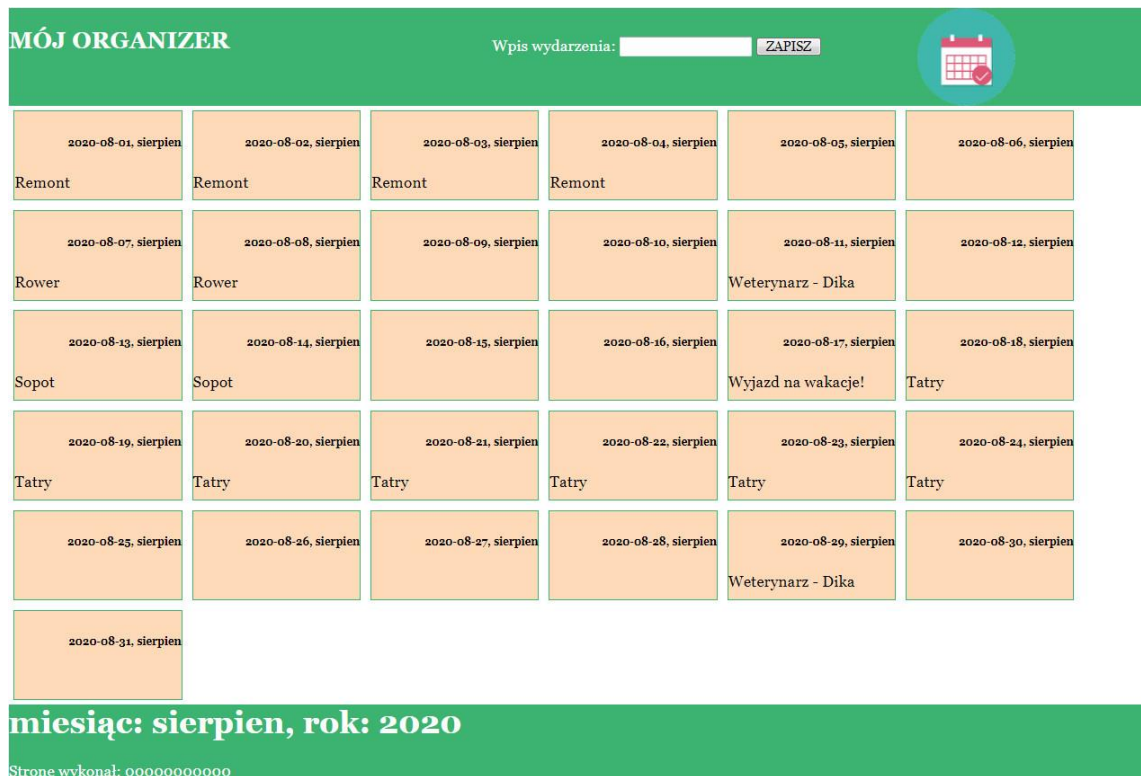 MÓJ ORGANIZER
Wpis wydarzenia: ZAPISZ
2020-08-01, sierpien
Remont
2020-08-02, sierpien
Remont
2020-08-03, sierpien
Remont
2020-08-04, sierpien
Remont
2020-08-05, sierpien
2020-08-06, sierpien
2020-08-07, sierpien
Rower
2020-08-08, sierpien
Rower
2020-08-09, sierpien
2020-08-10, sierpien
2020-08-11, sierpien
Weterynarz - Dika
2020-08-12, sierpien
2020-08-13, sierpien
Sopot
2020-08-14, sierpien
Sopot
2020-08-15, sierpien
2020-08-16, sierpien
2020-08-17, sierpien
Wyjazd na wakacje!
2020-08-18, sierpien
Tatry
2020-08-19, sierpien
Tatry
2020-08-20, sierpien
Tatry
2020-08-21, sierpien
Tatry
2020-08-22, sierpien
Tatry
2020-08-23, sierpien
Tatry
2020-08-24, sierpien
Tatry
2020-08-25, sierpien
2020-08-26, sierpien
2020-08-27, sierpien
2020-08-28, sierpien
2020-08-29, sierpien
Weterynarz - Dika
2020-08-30, sierpien
2020-08-31, sierpien
miesiąc: sierpien, rok: 2020
Stronę wykonał: 00000000000